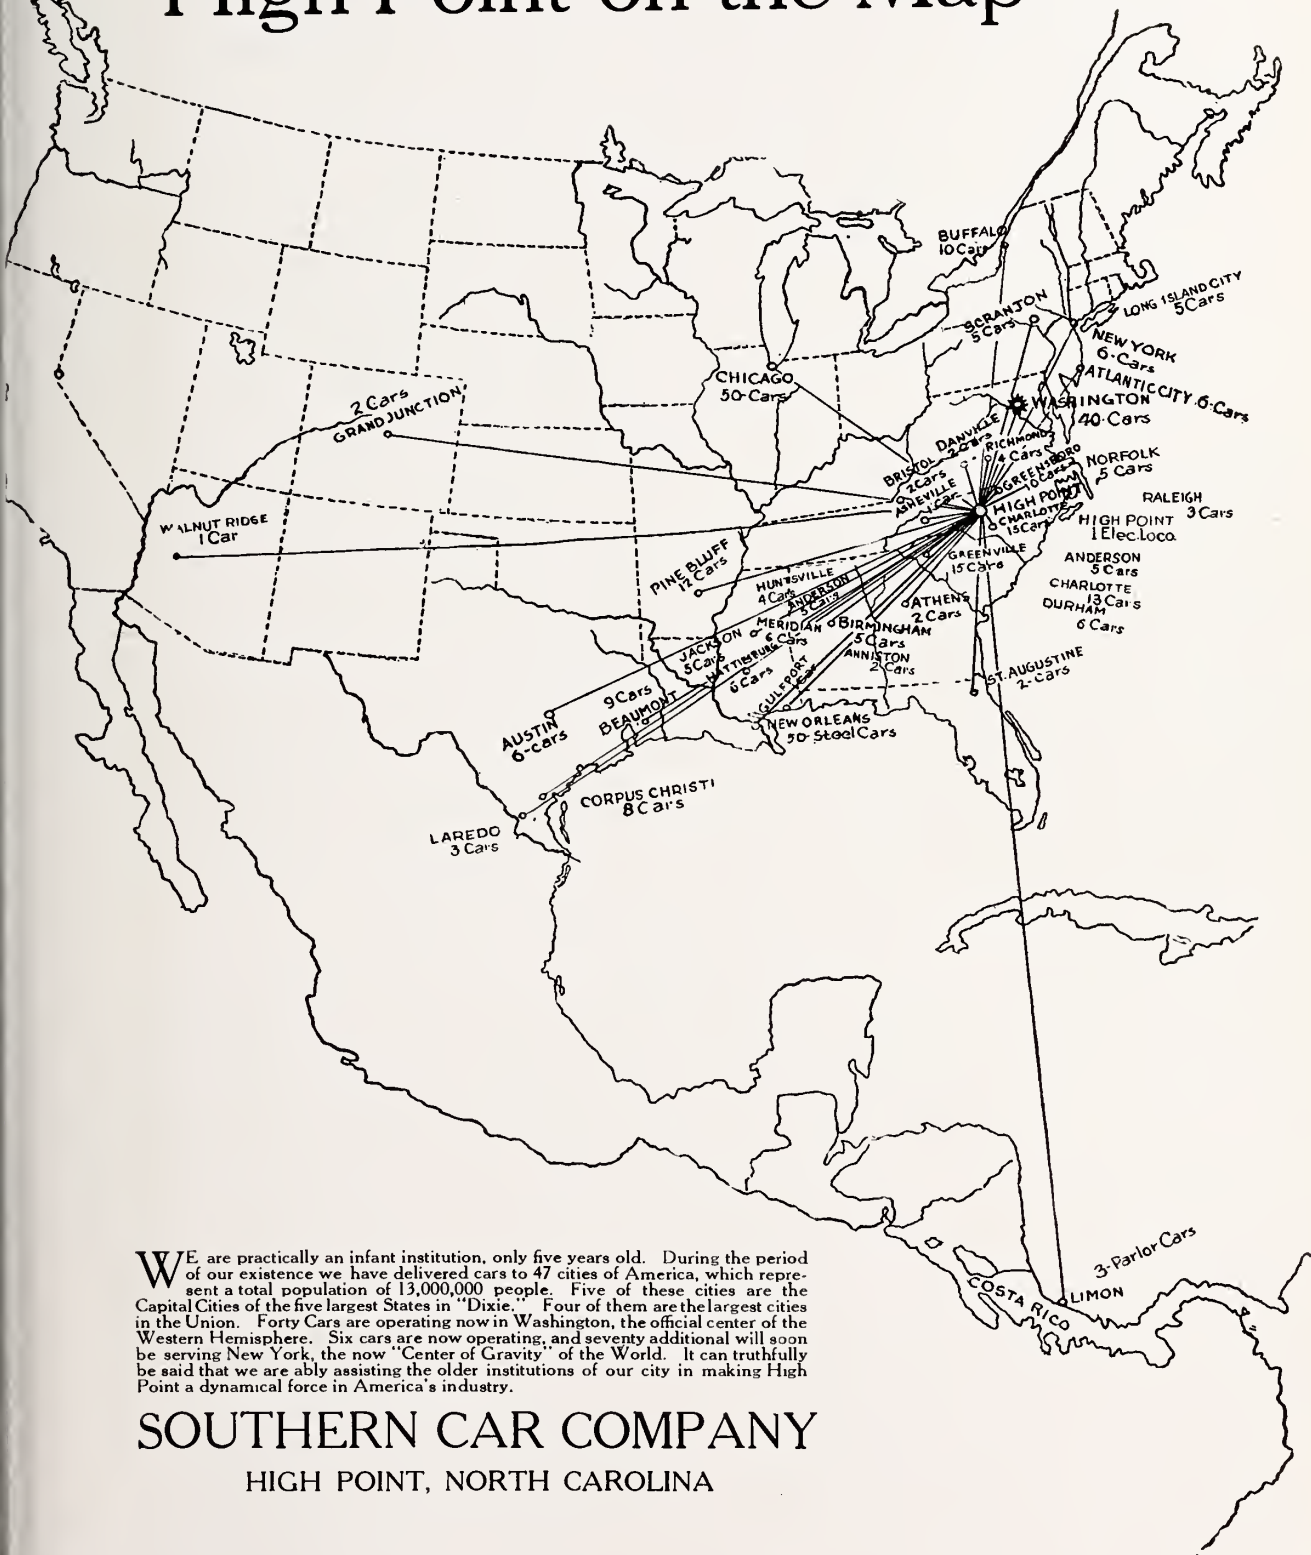 High Point on the Map
BUFFALO
10 Cars
SCRANTON
5 Cars
LONG ISLAND CITY
5 Cars
NEW YORK
6-Cars
ATLANTIC CITY 6-Cars
WASHINGTON
40-Cars
CHICAGO
50-Cars
2 Cars
GRAND JUNCTION
DANVILLE
2 Cars
RICHMOND
4 Cars
BRISTOL
2 Cars
GREENSBORO
10 Cars
NORFOLK
5 Cars
ASHEVILLE
1 Car
HIGH POINT
CHARLOTTE
15 Cars
RALEIGH
3 Cars
HIGH POINT
1 Elec. Loco.
WALNUT RIDGE
1 Car
GREENVILLE
15 Cars
ANDERSON
5 Cars
CHARLOTTE
13 Cars
DURHAM
6 Cars
PINE BLUFF
12 Cars
HUNTSVILLE
4 Cars
ANDERSON
5 Cars
ATHENS
2 Cars
MERIDIAN
6 Cars
BIRMINGHAM
5 Cars
JACKSON
5 Cars
ANNISTON
2 Cars
HATTIESBURG
6 Cars
GULFPORT
Car
ST. AUGUSTINE
2-Cars
9 Cars
BEAUMONT
AUSTIN
6-cars
NEW ORLEANS
50-Steel Cars
CORPUS CHRISTI
8 Cars
LAREDO
3 Cars
3-Parlor Cars
COSTA RICO
LIMON
WE are practically an infant institution, only five years old. During the period
of our existence we have delivered cars to 47 cities of America, which repre-
sent a total population of 13,000,000 people. Five of these cities are the
Capital Cities of the five largest States in "Dixie." Four of them are the largest cities
in the Union. Forty Cars are operating now in Washington, the official center of the
Western Hemisphere. Six cars are now operating, and seventy additional will soon
be serving New York, the now "Center of Gravity" of the World. It can truthfully
be said that we are ably assisting the older institutions of our city in making High
Point a dynamical force in America's industry.
SOUTHERN CAR COMPANY
HIGH POINT, NORTH CAROLINA